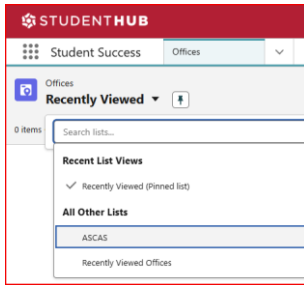 STUDENTHUB
Student Success
Offices
Offices
Recently Viewed
0 items
Search lists...
Recent List Views
Recently Viewed (Pinned list)
All Other Lists
ASCAS
Recently Viewed Offices